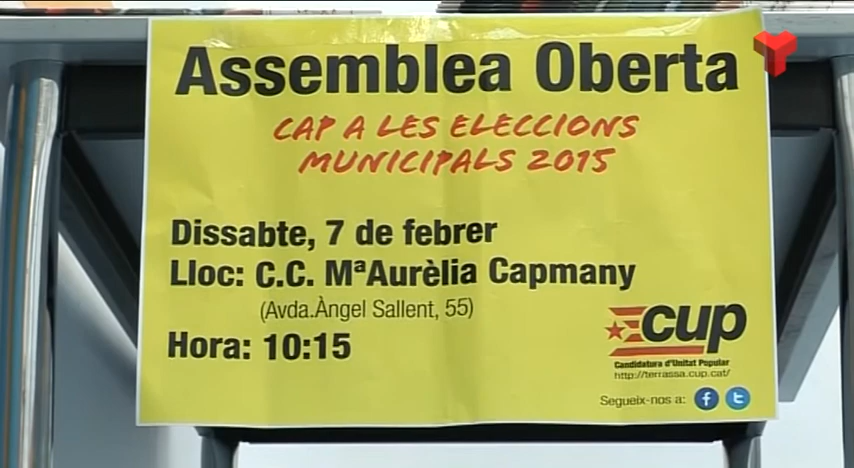 Assemblea Oberta
CAP A LES ELECCIONS
MUNICIPALS 2015
Dissabte, 7 de febrer
Lloc: C.C. MªAurèlia Capmany
(Avda.Àngel Sallent, 55)
Hora: 10:15
cup
Candidatura d'Unitat Popular
http://terrassa.cup.cat/
Segueix-nos a: